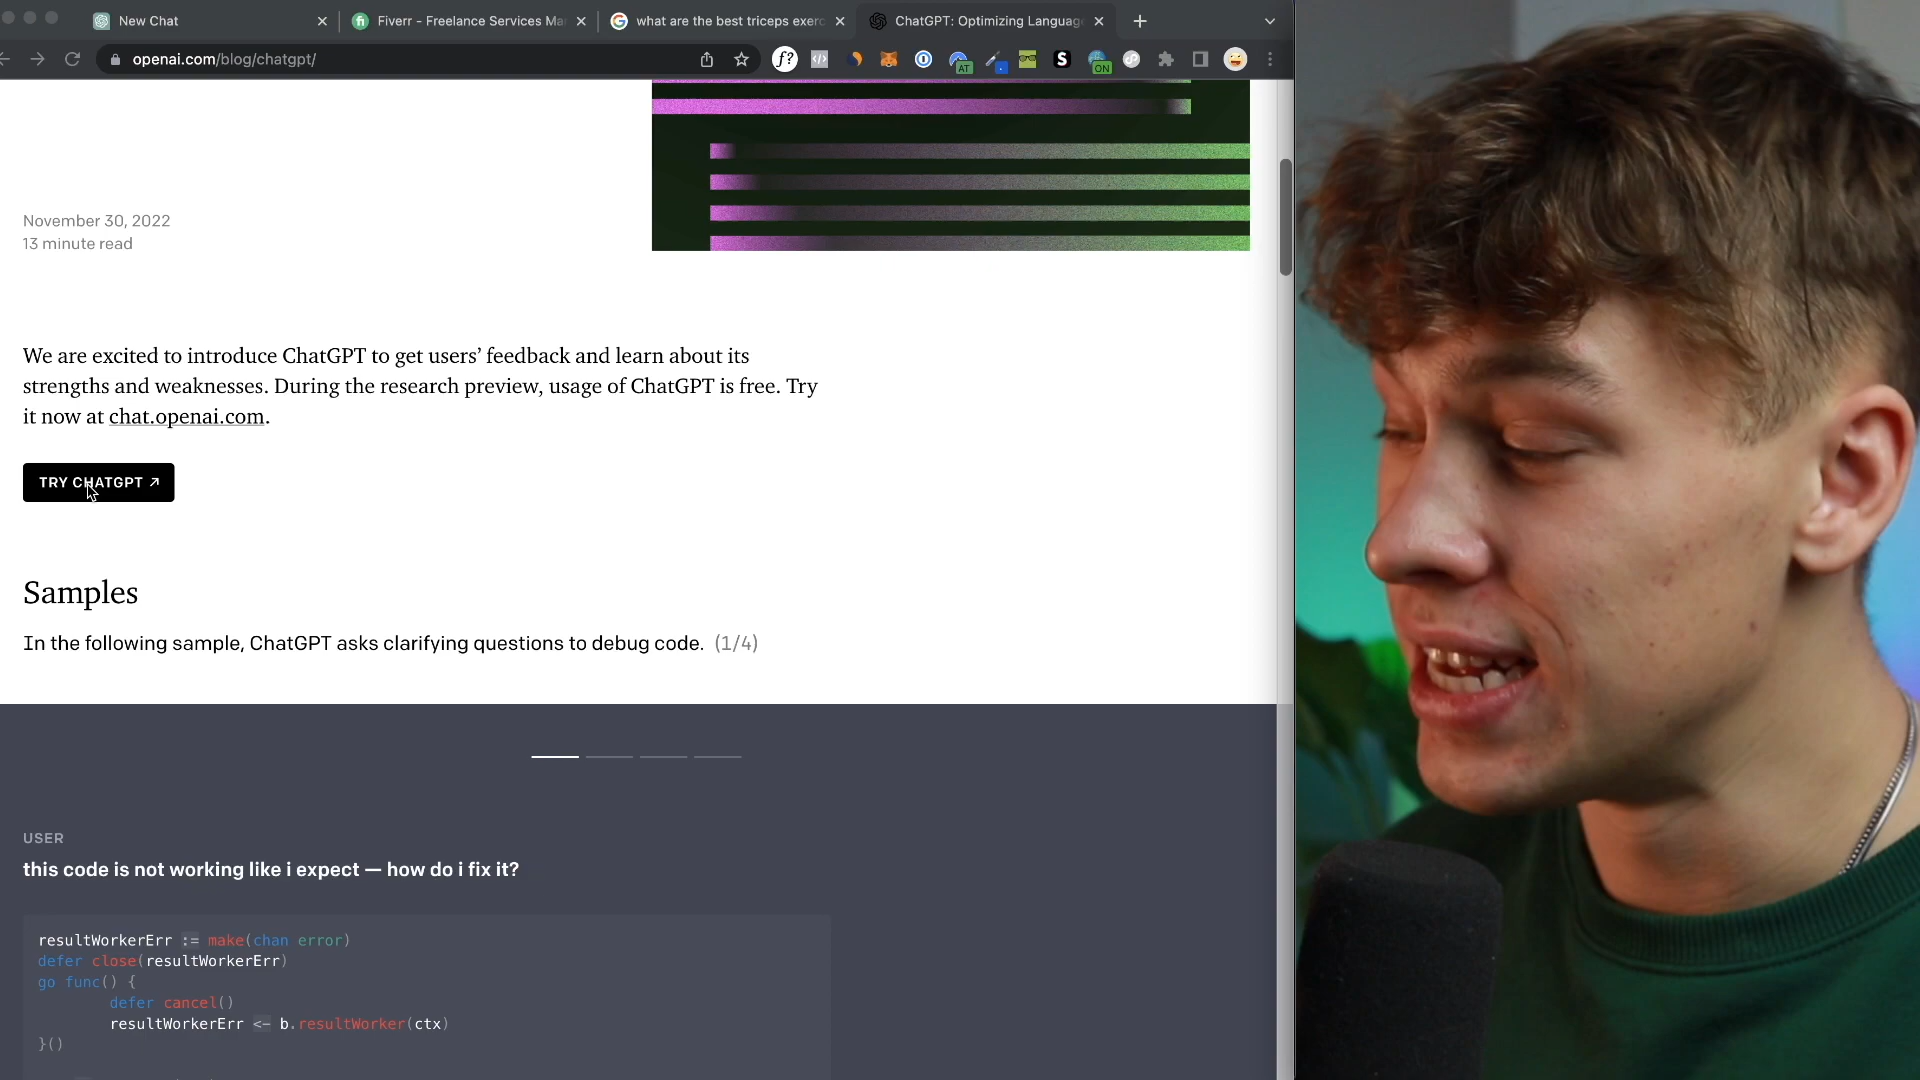 New Chat
Fiverr - Freelance Services Ma
what are the best triceps exerc
ChatGPT: Optimizing Language
openai.com/blog/chatgpt/
f?
AT
S
ON
November 30, 2022
13 minute read
We are excited to introduce ChatGPT to get users’ feedback and learn about its
strengths and weaknesses. During the research preview, usage of ChatGPT is free. Try
it now at chat.openai.com.
TRY CHATGPT ↗
Samples
In the following sample, ChatGPT asks clarifying questions to debug code. (1/4)
USER
this code is not working like i expect — how do i fix it?
resultWorkerErr := make(chan error)
defer close(resultWorkerErr)
go func() {
defer cancel()
resultWorkerErr <- b.resultWorker(ctx)
}()